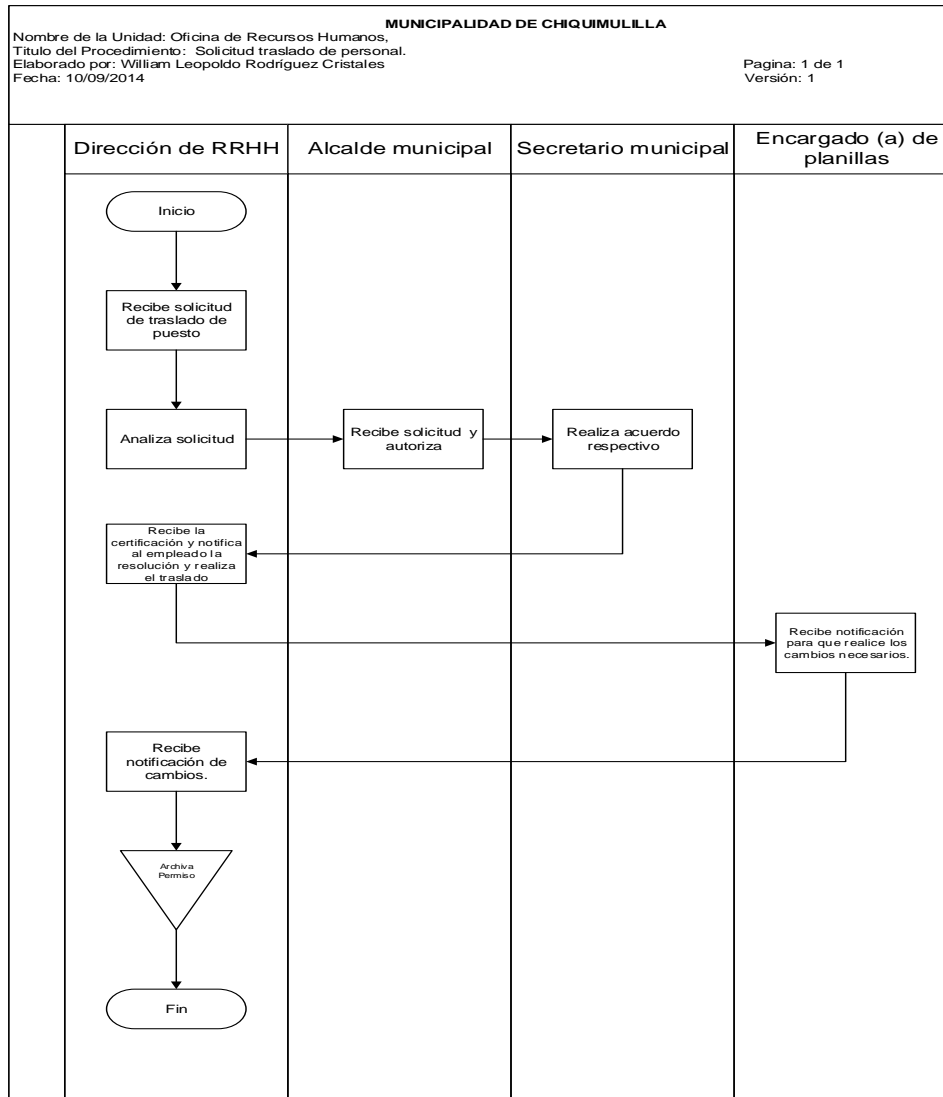 MUNICIPALIDAD DE CHIQUIMULILLA
Nombre de la Unidad: Oficina de Recursos Humanos,
Titulo del Procedimiento: Solicitud traslado de personal.
Elaborado por: William Leopoldo Rodríguez Cristales
Pagina: 1 de 1
Fecha: 10/09/2014
Versión: 1
Dirección de RRHH
Alcalde municipal
Secretario municipal
Encargado (a) de
planillas
Inicio
Recibe solicitud
de traslado de
puesto
Analiza solicitud
Recibe solicitud y
autoriza
Realiza acuerdo
respectivo
Recibe la
certificación y notifica
al empleado la
resolución y realiza
el traslado
Recibe notificación
para que realice los
cambios necesarios.
Recibe
notificación de
cambios.
Archiva
Permiso
Fin